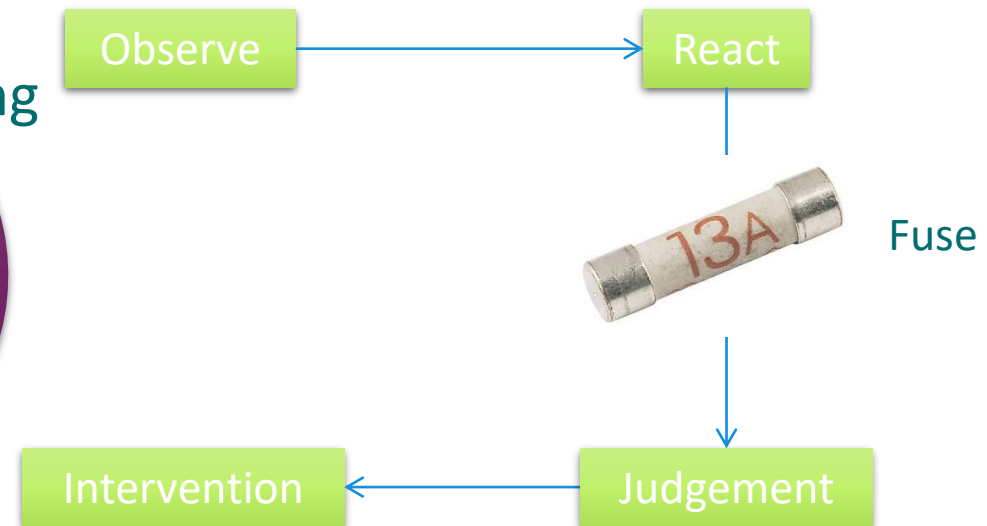 Observe
React
ng
13A
Fuse
Intervention
Judgement